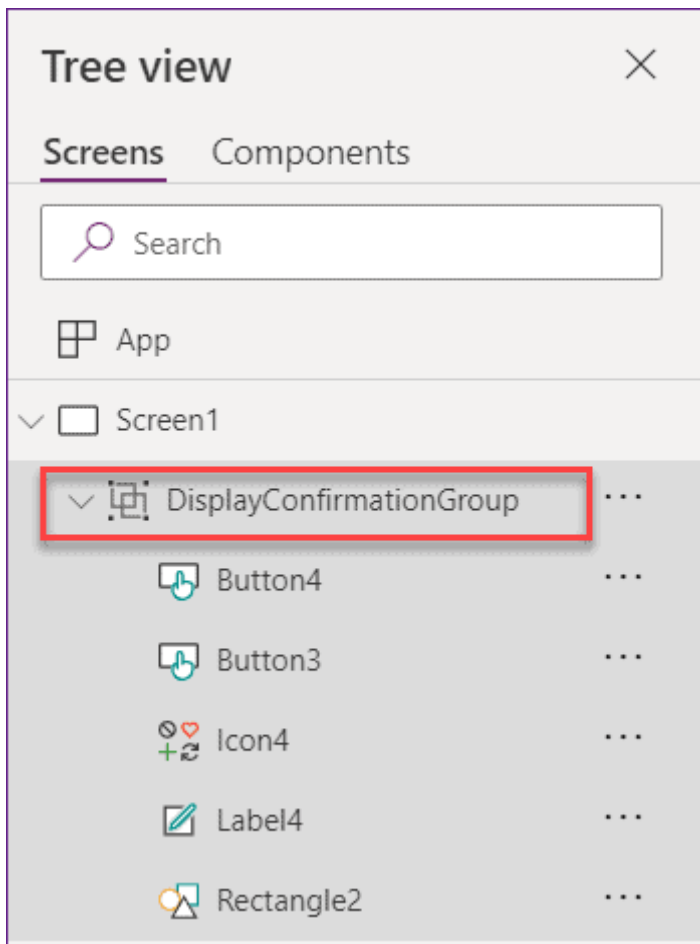 Tree view
Screens Components
Search
App
Screen1
DisplayConfirmationGroup ...
Button4 ...
Button3 ...
Icon4 ...
Label4 ...
Rectangle2 ...